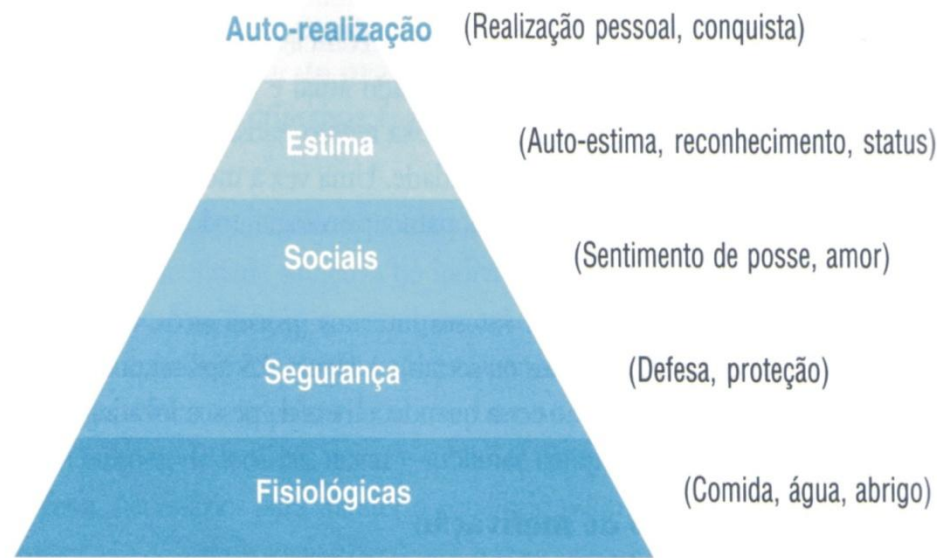 Auto-realização (Realização pessoal, conquista)
Estima (Auto-estima, reconhecimento, status)
Sociais (Sentimento de posse, amor)
Segurança (Defesa, proteção)
Fisiológicas (Comida, água, abrigo)